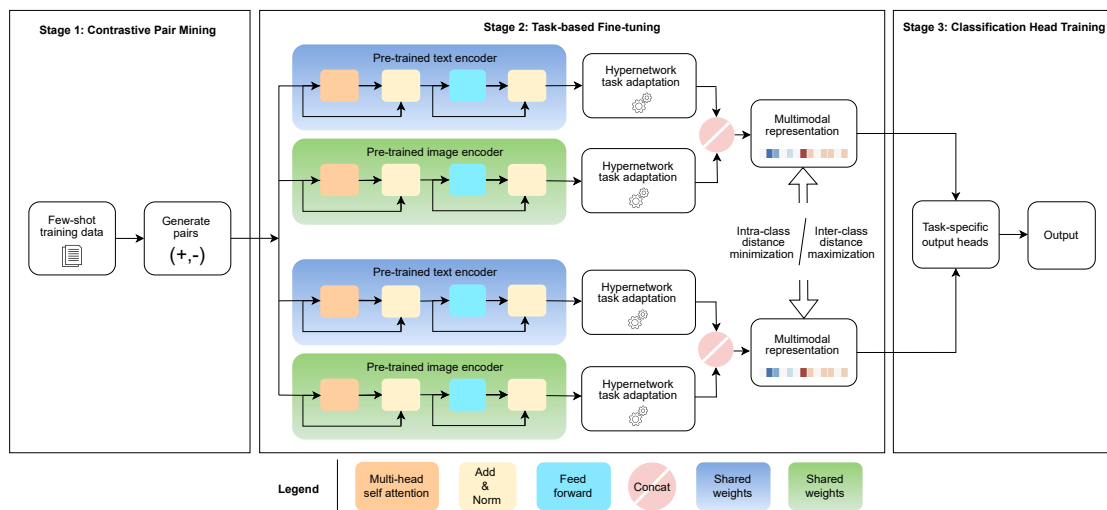 Stage 1: Contrastive Pair Mining
Few-shot
training data
Generate
pairs
(+,-)
Stage 2: Task-based Fine-tuning
Pre-trained text encoder
Hypernetwork
task adaptation
Pre-trained image encoder
Hypernetwork
task adaptation
Multimodal
representation
Intra-class
distance
minimization
Inter-class
distance
maximization
Pre-trained text encoder
Hypernetwork
task adaptation
Pre-trained image encoder
Hypernetwork
task adaptation
Multimodal
representation
Stage 3: Classification Head Training
Task-specific
output heads
Output
Legend
Multi-head
self attention
Add
&
Norm
Feed
forward
Concat
Shared
weights
Shared
weights